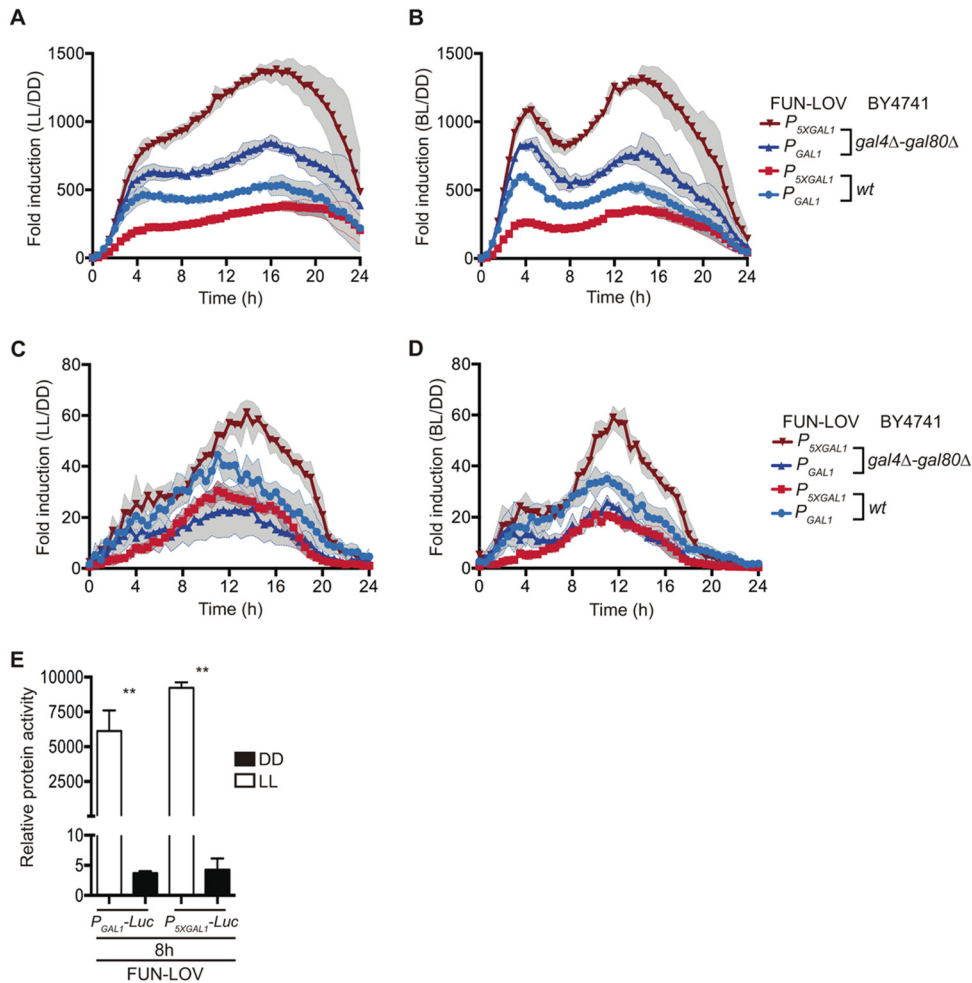 A
Fold induction (LL/DD)
1500
1000
500
0
0 4 8 12 16 20 24
Time (h)
B
Fold induction (BL/DD)
1500
1000
500
0
0 4 8 12 16 20 24
Time (h)
FUN-LOV BY4741
P5XGAL1
PGAL1
gal4Δ-gal80Δ
P5XGAL1
PGAL1
wt
C
Fold induction (LL/DD)
80
60
40
20
0
0 4 8 12 16 20 24
Time (h)
D
Fold induction (BL/DD)
80
60
40
20
0
0 4 8 12 16 20 24
Time (h)
FUN-LOV BY4741
P5XGAL1
PGAL1
gal4Δ-gal80Δ
P5XGAL1
PGAL1
wt
E
Relative protein activity
10000
7500
5000
2500
10
5
0
** **
DD
LL
PGAL1-Luc P5XGAL1-Luc
8h
FUN-LOV